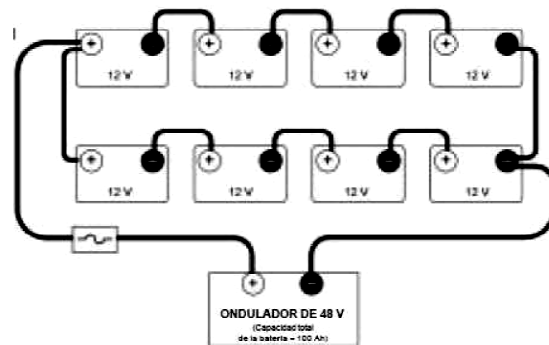 12 V
12 V
12 V
12 V
12 V
12 V
12 V
12 V
ONDULADOR DE 48 V
(Capacidad total
de la batería = 100 Ah)